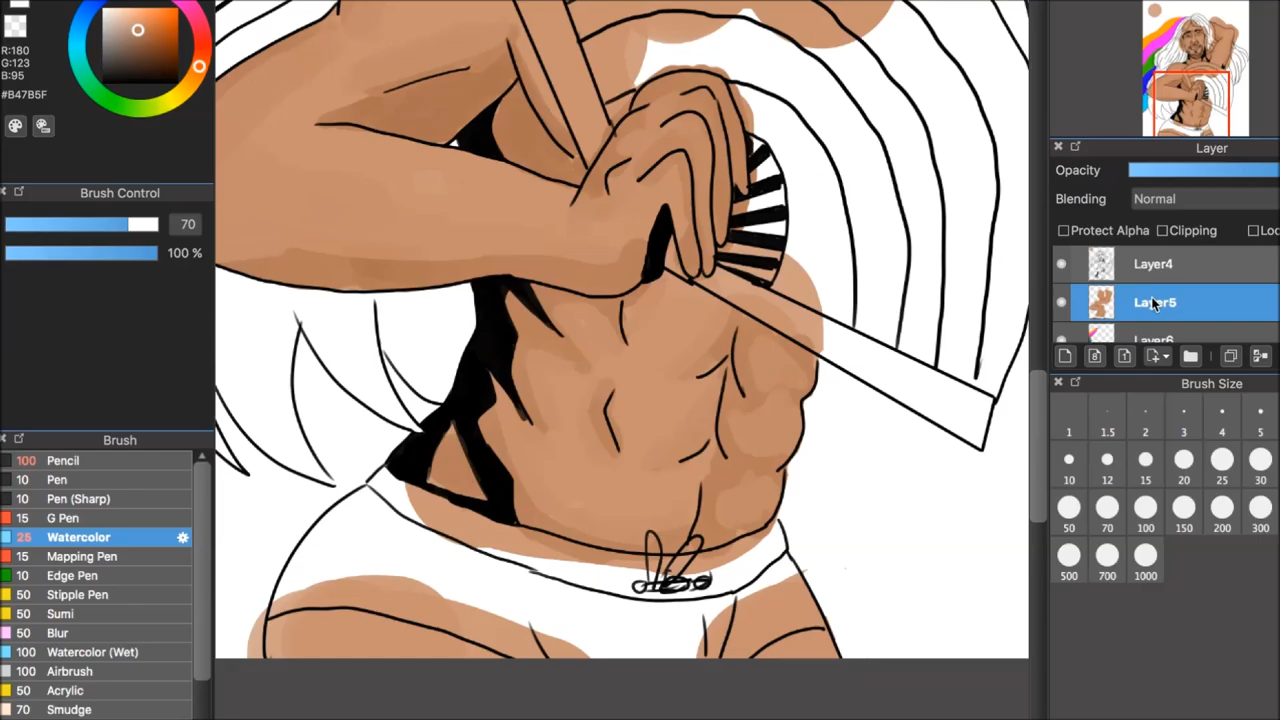 R:180
G:123
B:95
#B47B5F
Brush Control
70
100 %
Brush
100 Pencil
10 Pen
10 Pen (Sharp)
15 G Pen
25 Watercolor
15 Mapping Pen
10 Edge Pen
50 Stipple Pen
50 Sumi
50 Blur
100 Watercolor (Wet)
100 Airbrush
50 Acrylic
70 Smudge
Layer
Opacity
Blending Normal
Protect Alpha Clipping Loc
Layer4
Layer5
Layer6
Brush Size
1 1.5 2 3 4 5
10 12 15 20 25 30
50 70 100 150 200 300
500 700 1000